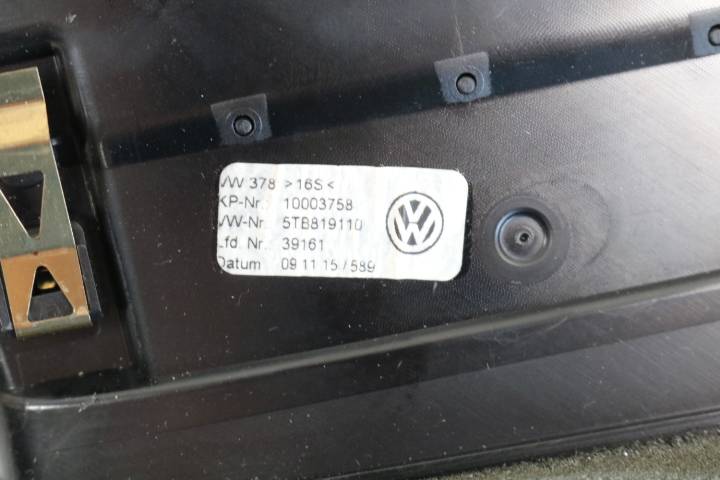 VW 378 >16S<
KP-Nr.: 10003758
VW-Nr. 5TB819110
Lfd. Nr.: 39161
Datum 09 11 15 / 589